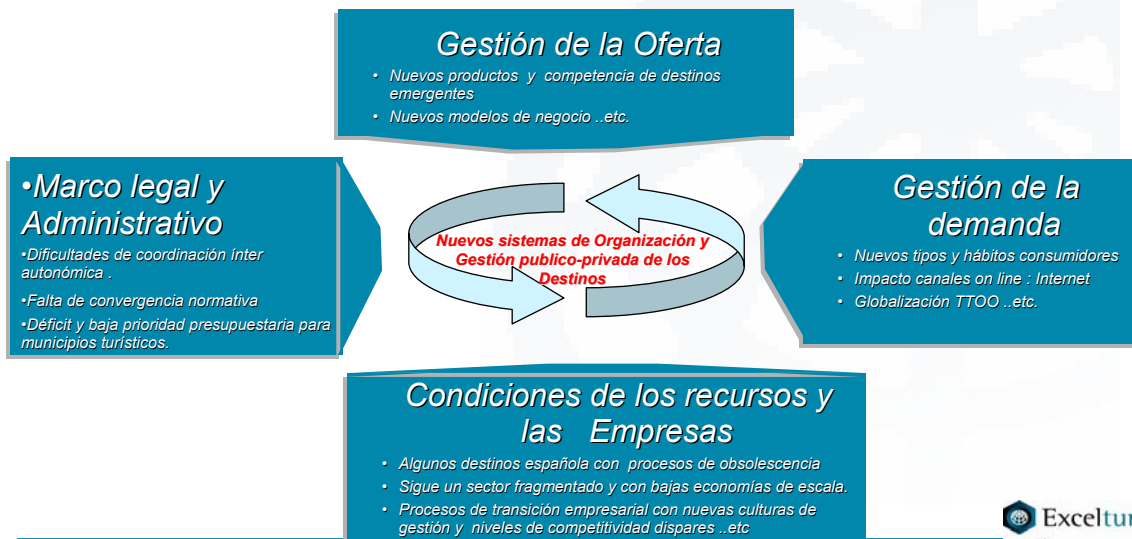 Gestión de la Oferta
• Nuevos productos y competencia de destinos
emergentes
• Nuevos modelos de negocio ..etc.
•Marco legal y
Administrativo
•Dificultades de coordinación ínter
autonómica .
•Falta de convergencia normativa
•Déficit y baja prioridad presupuestaria para
municipios turísticos.
Nuevos sistemas de Organización y
Gestión publico-privada de los
Destinos
Gestión de la
demanda
• Nuevos tipos y hábitos consumidores
• Impacto canales on line : Internet
• Globalización TTOO ..etc.
Condiciones de los recursos y
las Empresas
• Algunos destinos española con procesos de obsolescencia
• Sigue un sector fragmentado y con bajas economías de escala.
• Procesos de transición empresarial con nuevas culturas de
gestión y niveles de competitividad dispares ..etc
Exceltur